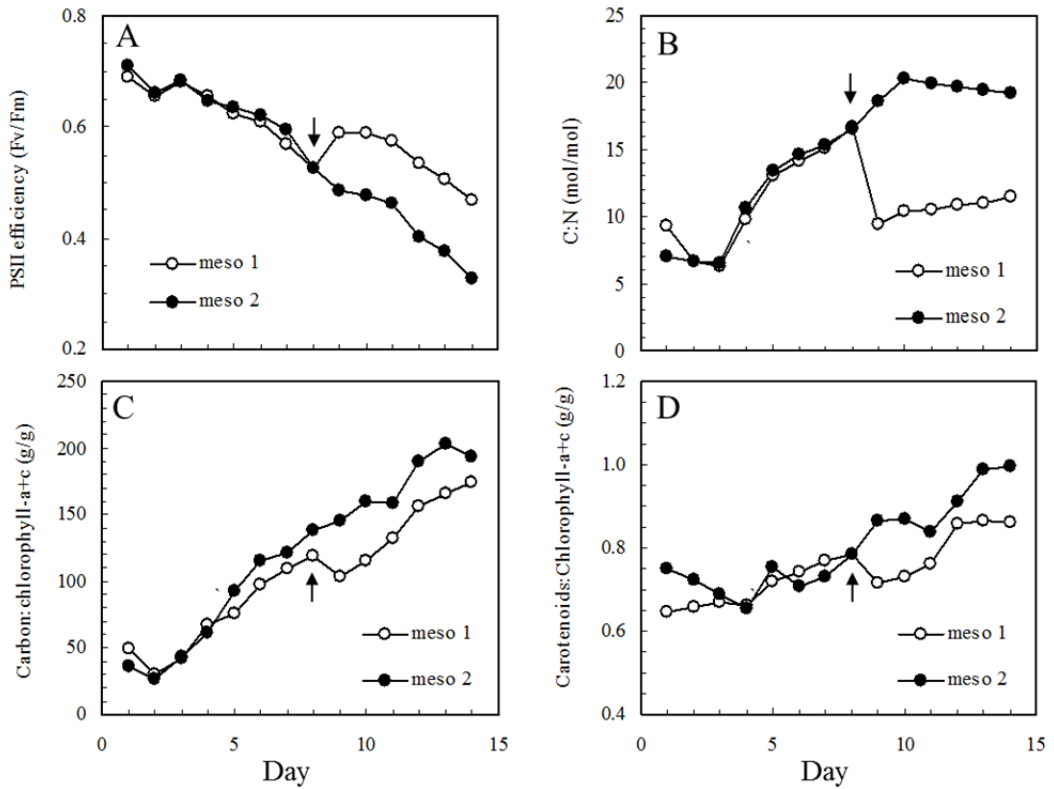 A
PSII efficiency (Fv/Fm)
0.8
0.6
0.4
0.2
meso 1
meso 2
B
C:N (mol/mol)
25
20
15
10
5
0
meso 1
meso 2
C
Carbon: chlorophyll-a+c (g/g)
250
200
150
100
50
0
meso 1
meso 2
0
5
10
15
Day
D
Carotenoids:Chlorophyll-a+c (g/g)
1.2
1.0
0.8
0.6
0.4
meso 1
meso 2
0
5
10
15
Day